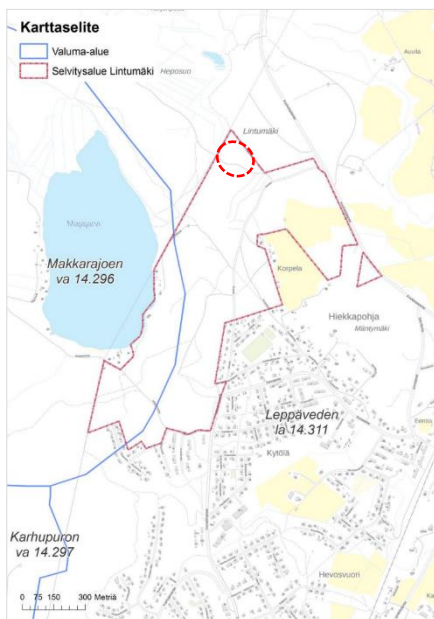 Karttaselite
Valuma-alue
Selvitysalue Lintumäki
Heposuo
Auvila
Lintumäki
Majajärvi
Makkarajoen
va 14.296
Korpela
Hiekkapohja
Mäntymäki
Leppäveden
la 14.311
Kytölä
Karhupuron
va 14.297
Hevosvuori
0 75 150 300 Metriä